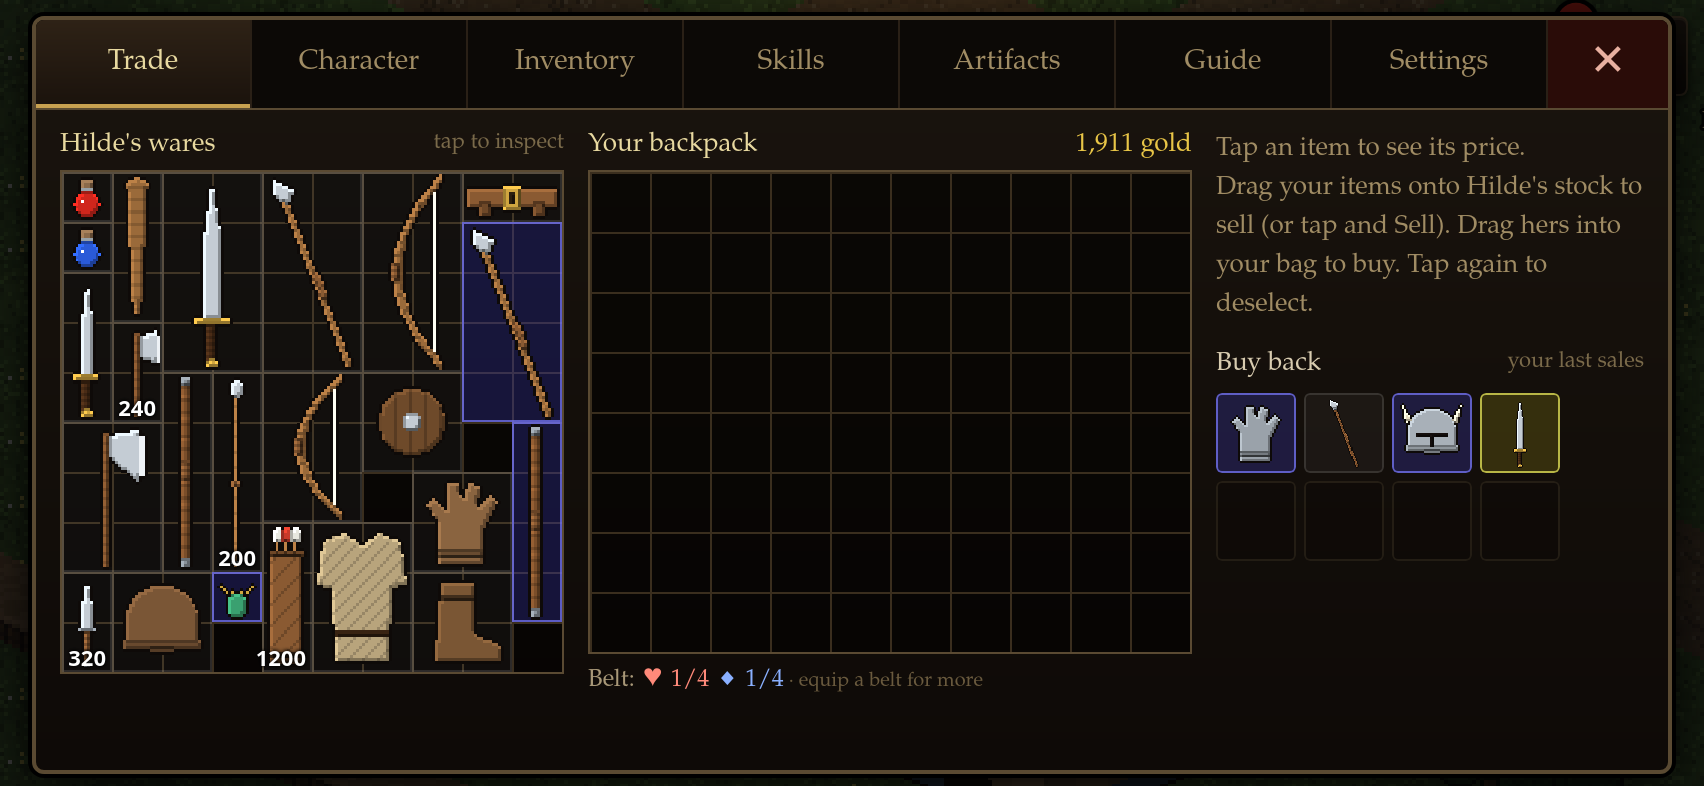 Trade
Character
Inventory
Skills
Artifacts
Guide
Settings
✕
Hilde's wares
tap to inspect
240
200
320
1200
Your backpack
1,911 gold
Belt: ♥ 1/4 ♦ 1/4 · equip a belt for more
Tap an item to see its price.
Drag your items onto Hilde's stock to
sell (or tap and Sell). Drag hers into
your bag to buy. Tap again to
deselect.
Buy back
your last sales